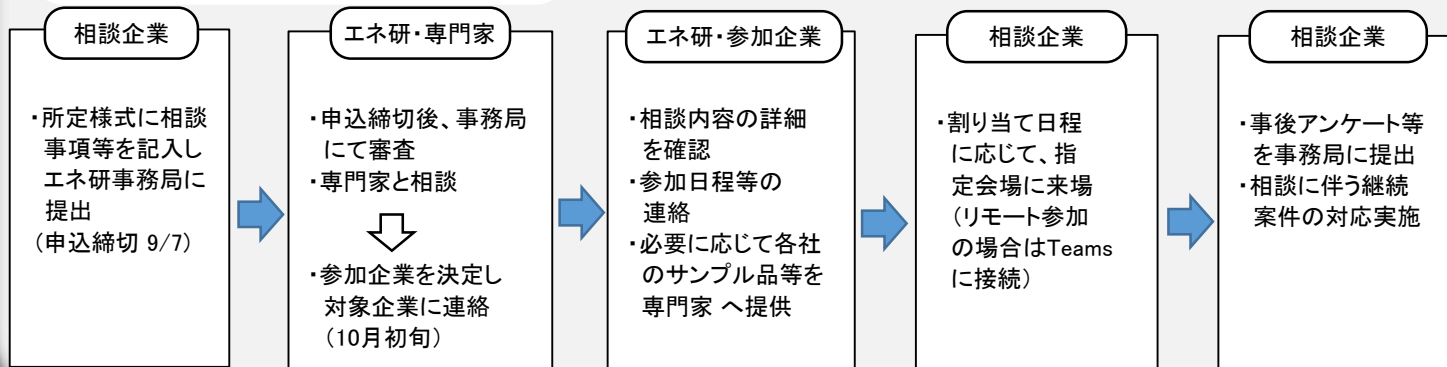 相談企業
・所定様式に相談
事項等を記入し
エネ研事務局に
提出
(申込締切 9/7)
エネ研・専門家
・申込締切後、事務局
にて審査
・専門家と相談
・参加企業を決定し
対象企業に連絡
(10月初旬)
エネ研・参加企業
・相談内容の詳細
を確認
・参加日程等の
連絡
・必要に応じて各社
のサンプル品等を
専門家 へ提供
相談企業
・割り当て日程
に応じて、指
定会場に来場
(リモート参加
の場合はTeams
に接続)
相談企業
・事後アンケート等
を事務局に提出
・相談に伴う継続
案件の対応実施